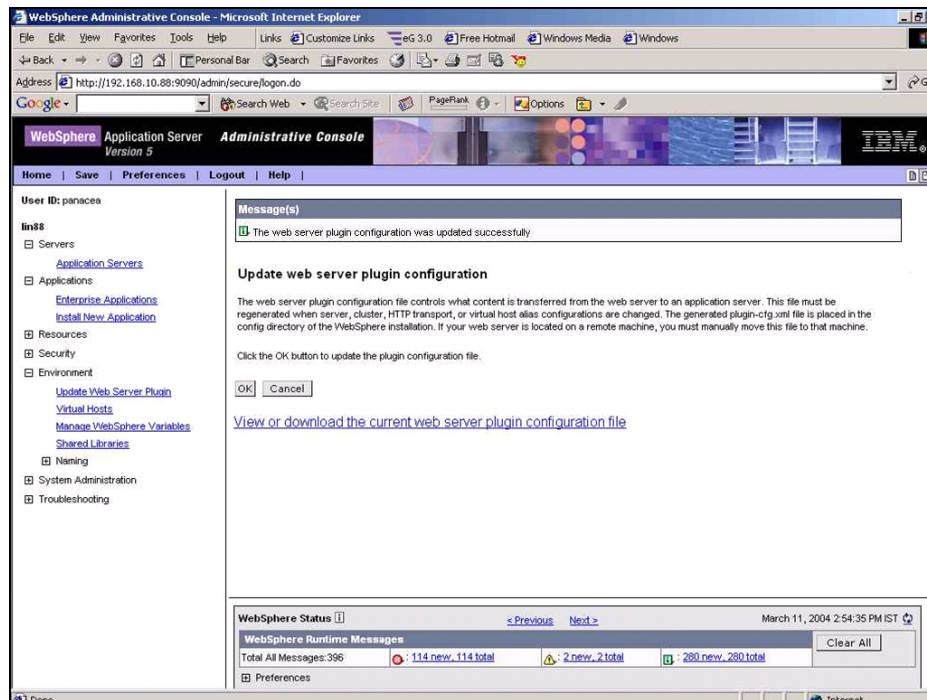 WebSphere Administrative Console - Microsoft Internet Explorer
File Edit View Favorites Tools Help Links Customize Links eG 3.0 Free Hotmail Windows Media Windows
Back Personal Bar Search Favorites
Address http://192.168.10.88:9090/admin/secure/logon.do
Google Search Web Search Site PageRank Options
WebSphere Application Server Administrative Console
Version 5
IBM
Home | Save | Preferences | Logout | Help |
User ID: panacea
lin88
Servers
Application Servers
Applications
Enterprise Applications
Install New Application
Resources
Security
Environment
Update Web Server Plugin
Virtual Hosts
Manage WebSphere Variables
Shared Libraries
Naming
System Administration
Troubleshooting
Message(s)
The web server plugin configuration was updated successfully
Update web server plugin configuration
The web server plugin configuration file controls what content is transferred from the web server to an application server. This file must be
regenerated when server, cluster, HTTP transport, or virtual host alias configurations are changed. The generated plugin-cfg.xml file is placed in the
config directory of the WebSphere installation. If your web server is located on a remote machine, you must manually move this file to that machine.
Click the OK button to update the plugin configuration file.
OK Cancel
View or download the current web server plugin configuration file
WebSphere Status < Previous Next > March 11, 2004 2:54:35 PM IST
WebSphere Runtime Messages
Clear All
Total All Messages:396 : 114 new, 114 total : 2 new, 2 total : 280 new, 280 total
Preferences